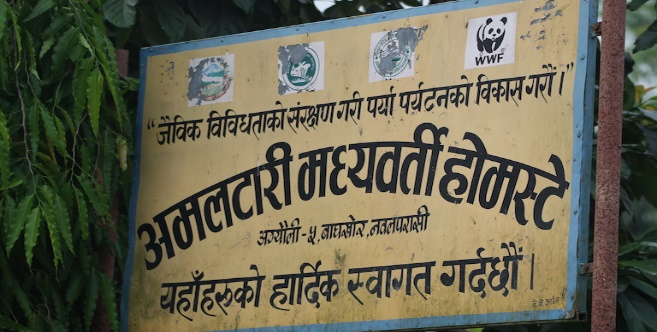 WWF
“जैविक विविधताको संरक्षण गरी पर्या पर्यटनको विकास गरौं।”
अमलटारी मध्यवर्ती होमस्टे
अग्यौली-५, बाघखोर, नवलपरासी
यहाँहरुको हार्दिक स्वागत गर्दछौं।